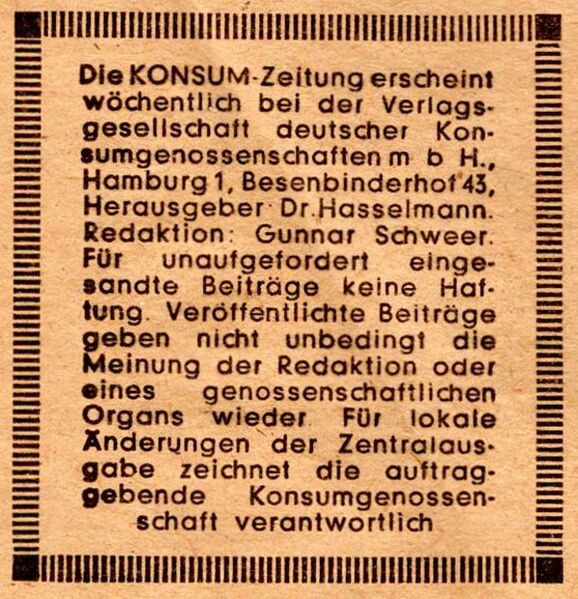 Die KONSUM-Zeitung erscheint
wöchentlich bei der Verlags-
gesellschaft deutscher Kon-
sumgenossenschaften m b H.,
Hamburg 1, Besenbinderhof 43,
Herausgeber Dr. Hasselmann.
Redaktion: Gunnar Schweer.
Für unaufgefordert einge-
sandte Beiträge keine Haf-
tung. Veröffentlichte Beiträge
geben nicht unbedingt die
Meinung der Redaktion oder
eines genossenschaftlichen
Organs wieder. Für lokale
Änderungen der Zentralaus-
gabe zeichnet die auftrag-
gebende Konsumgenossen-
schaft verantwortlich